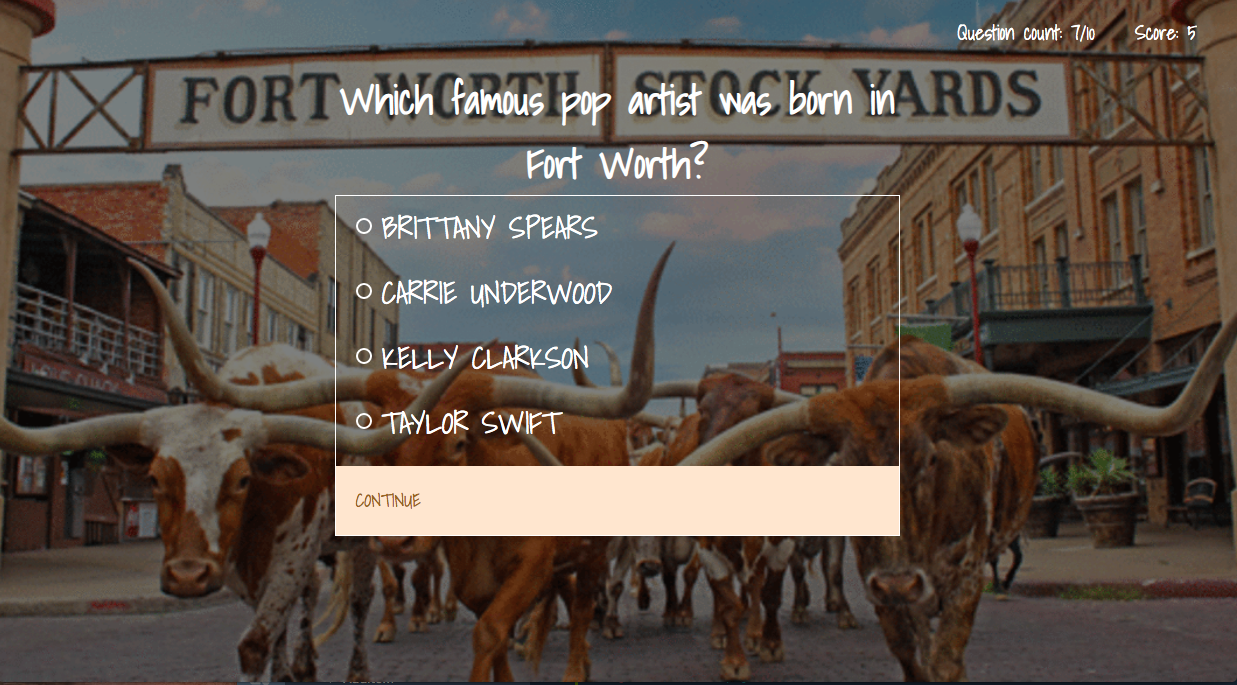 Question count: 7/10 Score: 5
FORT WORTH STOCK YARDS
Which famous pop artist was born in
Fort Worth?
BRITTANY SPEARS
CARRIE UNDERWOOD
KELLY CLARKSON
TAYLOR SWIFT
CONTINUE